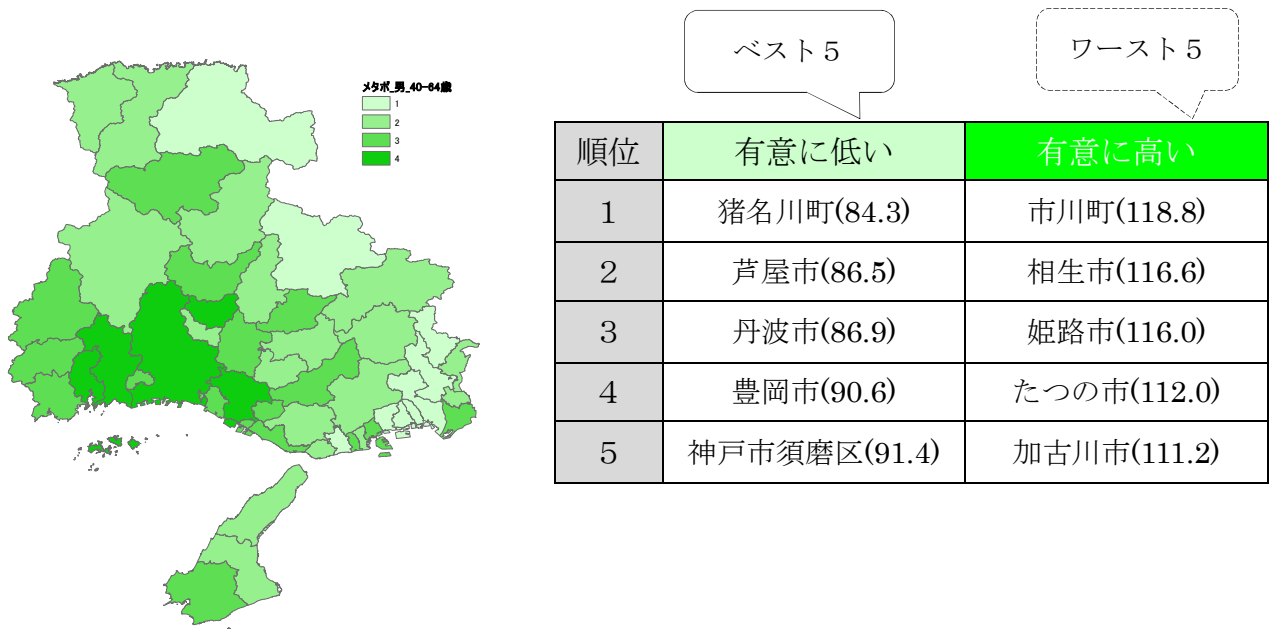 メタボ_男_40-64歳
1
2
3
4
ベスト５
ワースト５
順位 有意に低い 有意に高い
1 猪名川町(84.3) 市川町(118.8)
2 芦屋市(86.5) 相生市(116.6)
3 丹波市(86.9) 姫路市(116.0)
4 豊岡市(90.6) たつの市(112.0)
5 神戸市須磨区(91.4) 加古川市(111.2)